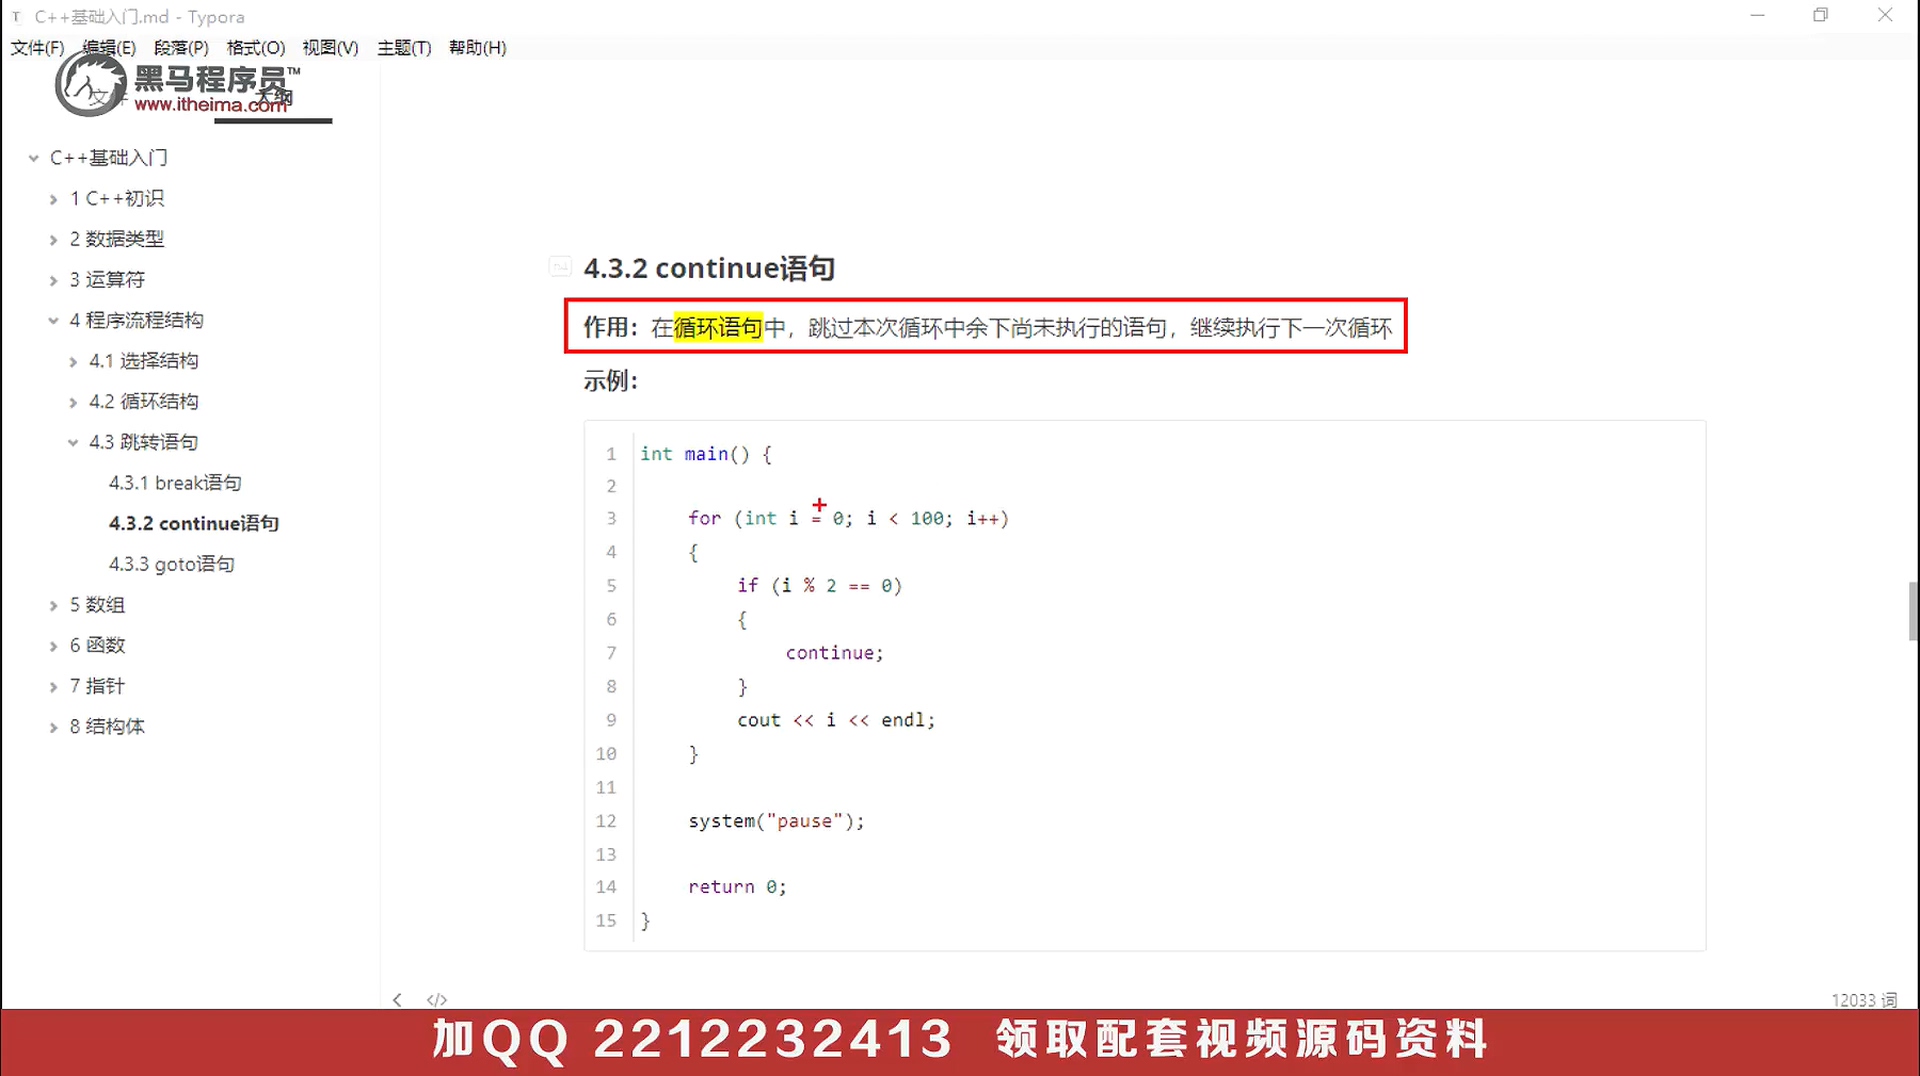 T C++基础入门.md - Typora
文件(F) 编辑(E) 段落(P) 格式(O) 视图(V) 主题(T) 帮助(H)
黑马程序员™
文件 大纲
www.itheima.com
C++基础入门
1 C++初识
2 数据类型
3 运算符
4 程序流程结构
4.1 选择结构
4.2 循环结构
4.3 跳转语句
4.3.1 break语句
4.3.2 continue语句
4.3.3 goto语句
5 数组
6 函数
7 指针
8 结构体
4.3.2 continue语句
作用：在循环语句中，跳过本次循环中余下尚未执行的语句，继续执行下一次循环
示例：
1 int main() {
2
3 for (int i = 0; i < 100; i++)
4 {
5 if (i % 2 == 0)
6 {
7 continue;
8 }
9 cout << i << endl;
10 }
11
12 system("pause");
13
14 return 0;
15 }
</>
12033 词
加QQ 2212232413 领取配套视频源码资料